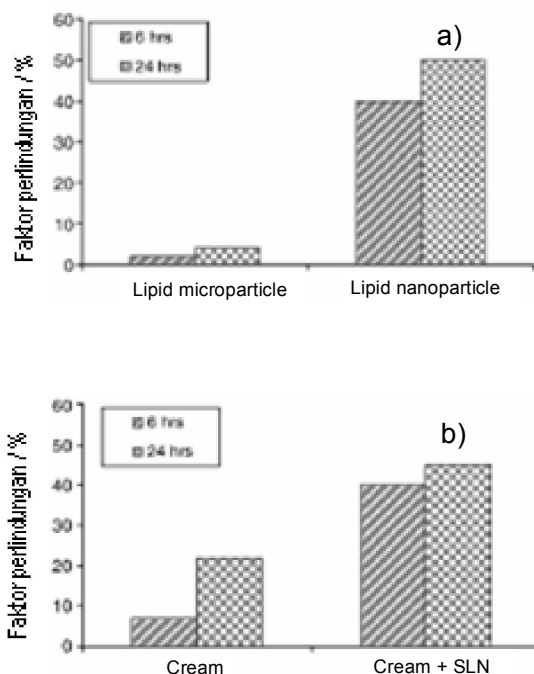 60
50
40
30
20
10
0
6 hrs
24 hrs
a)
Faktor perlindungan / %
Lipid microparticle
Lipid nanoparticle
60
50
40
30
20
10
0
6 hrs
24 hrs
b)
Faktor perlindungan / %
Cream
Cream + SLN